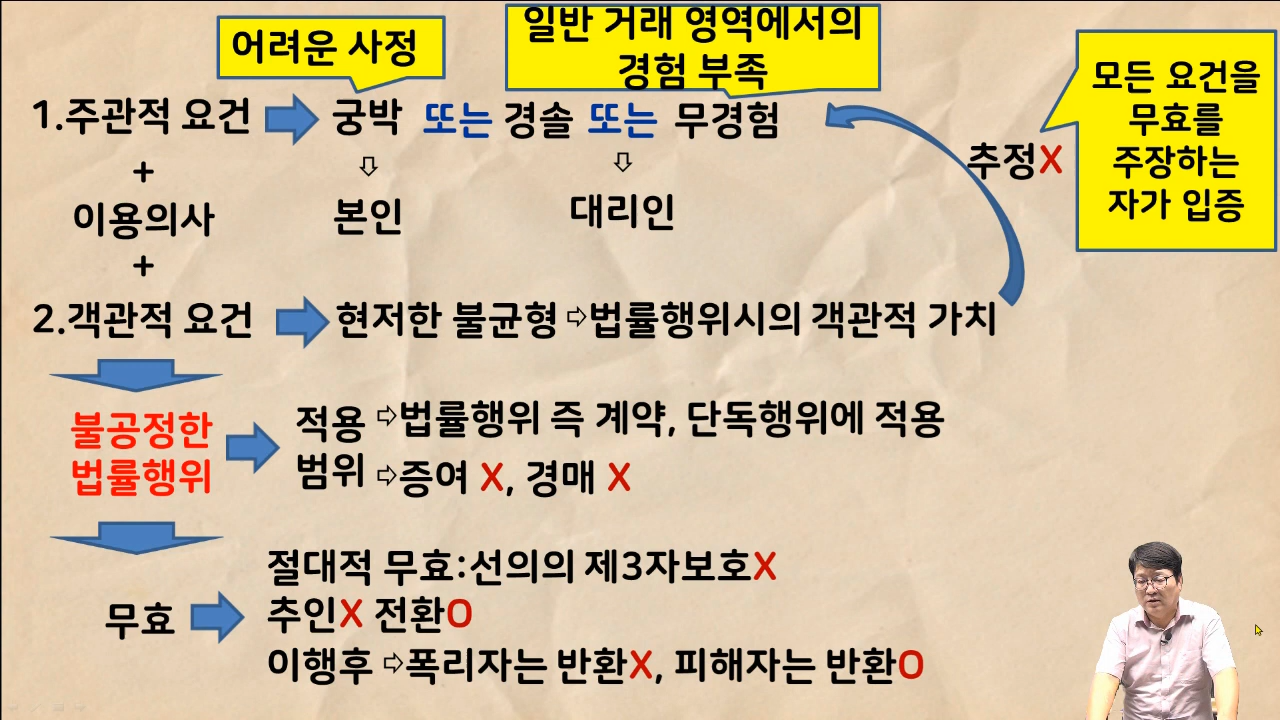 어려운 사정
일반 거래 영역에서의
경험 부족
모든 요건을
무효를
주장하는
자가 입증
1.주관적 요건 궁박 또는 경솔 또는 무경험
추정X
+
이용의사 본인 대리인
+
2.객관적 요건 현저한 불균형 ⇨법률행위시의 객관적 가치
불공정한
법률행위
적용 ⇨법률행위 즉 계약, 단독행위에 적용
범위 ⇨증여 X, 경매 X
절대적 무효:선의의 제3자보호X
무효 추인X 전환O
이행후 ⇨폭리자는 반환X, 피해자는 반환O